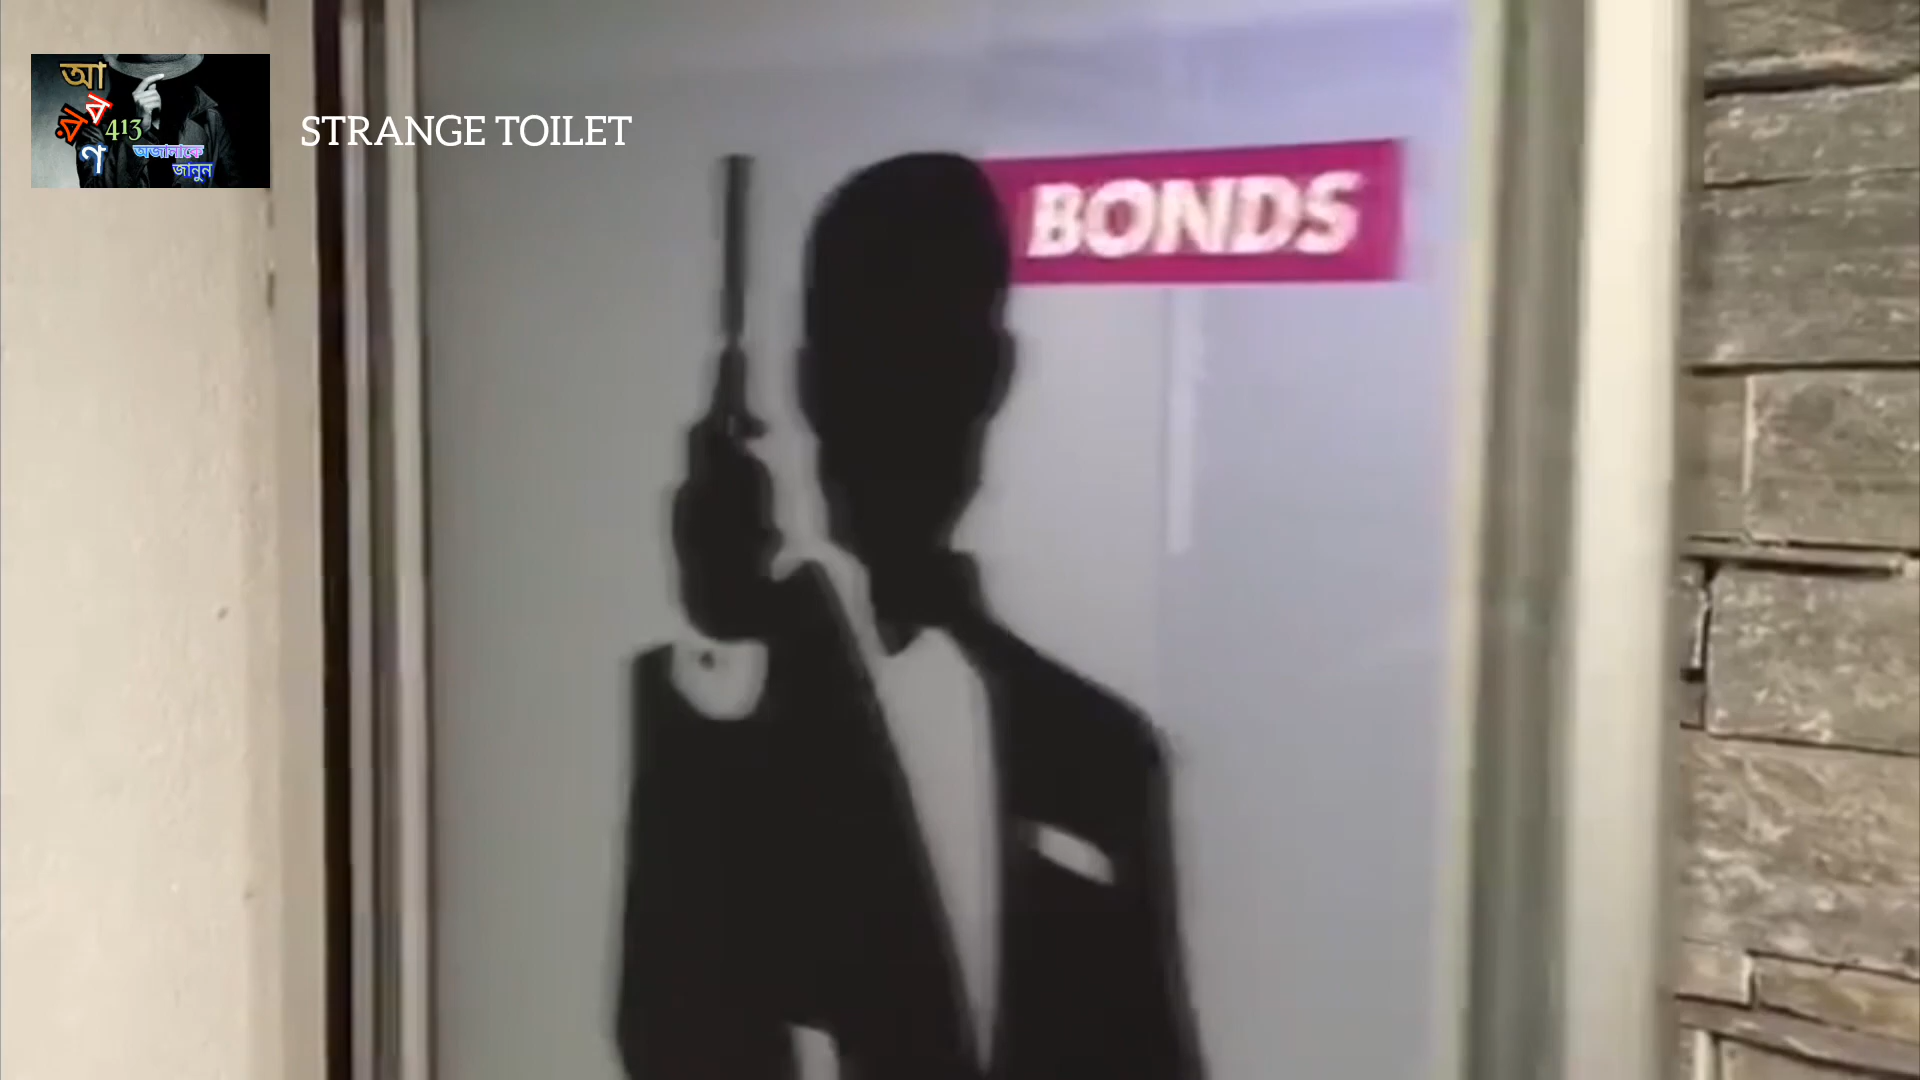 আ
ব
র
ণ
413
অজানাকে
জানুন
STRANGE TOILET
BONDS